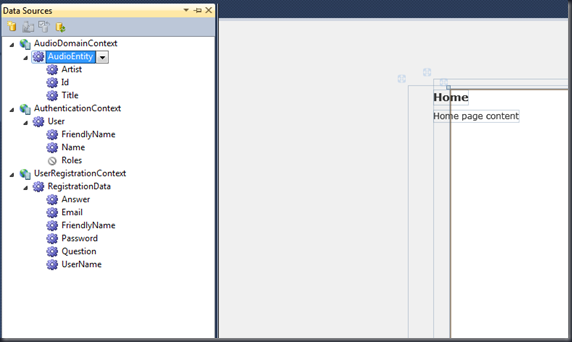 Data Sources
AudioDomainContext
AudioEntity
Artist
Id
Title
AuthenticationContext
User
FriendlyName
Name
Roles
UserRegistrationContext
RegistrationData
Answer
Email
FriendlyName
Password
Question
UserName
Home
Home page content